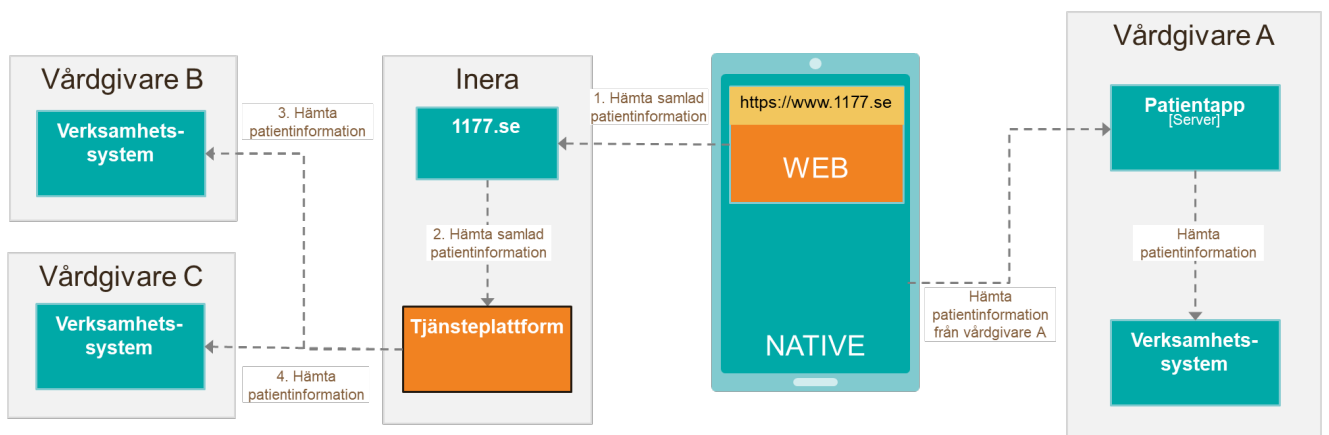 Vårdgivare B
Verksamhets-
system
3. Hämta
patientinformation
Vårdgivare C
Verksamhets-
system
4. Hämta
patientinformation
Inera
1177.se
2. Hämta samlad
patientinformation
Tjänsteplattform
1. Hämta samlad
patientinformation
https://www.1177.se
WEB
NATIVE
Hämta
patientinformation
från vårdgivare A
Vårdgivare A
Patientapp
[Server]
Hämta
patientinformation
Verksamhets-
system